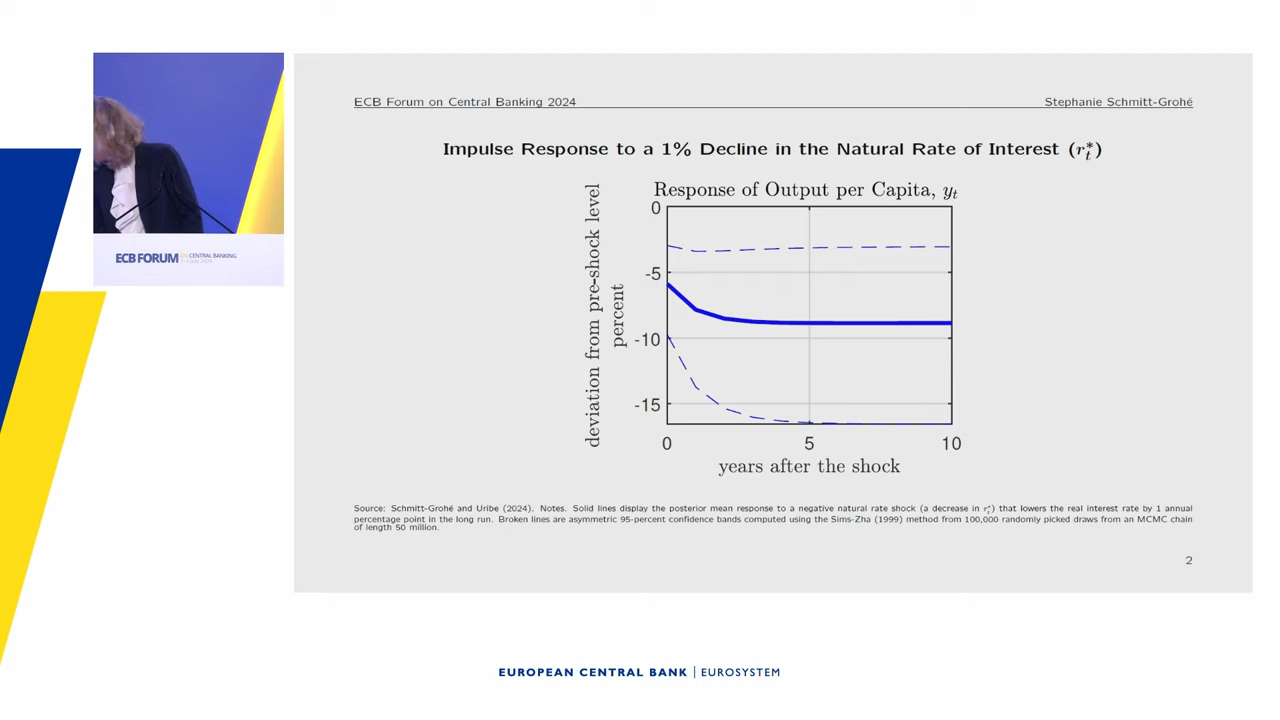 ECB FORUM ON CENTRAL BANKING
1-3 July 2024
ECB Forum on Central Banking 2024
Stephanie Schmitt-Grohé
Impulse Response to a 1% Decline in the Natural Rate of Interest (r*t)
Response of Output per Capita, yt
deviation from pre-shock level
percent
0
-5
-10
-15
0
5
10
years after the shock
Source: Schmitt-Grohé and Uribe (2024). Notes. Solid lines display the posterior mean response to a negative natural rate shock (a decrease in r*t) that lowers the real interest rate by 1 annual
percentage point in the long run. Broken lines are asymmetric 95-percent confidence bands computed using the Sims-Zha (1999) method from 100,000 randomly picked draws from an MCMC chain
of length 50 million.
2
EUROPEAN CENTRAL BANK | EUROSYSTEM